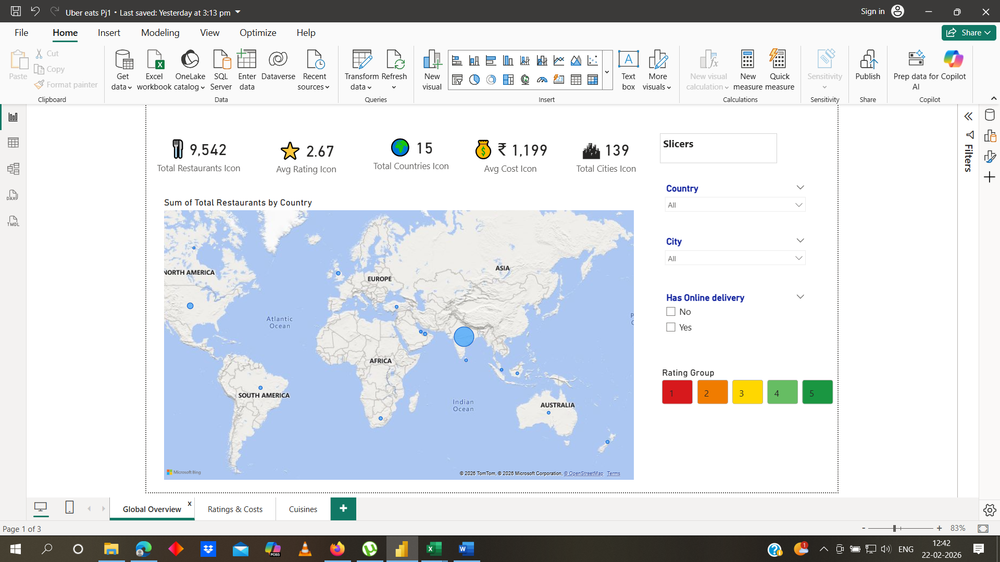 Uber eats Pj1 • Last saved: Yesterday at 3:13 pm
Sign in
File Home Insert Modeling View Optimize Help
Share
Paste
Cut
Copy
Format painter
Clipboard
Get data
Excel workbook
OneLake catalog
SQL Server
Enter data
Dataverse
Recent sources
Data
Transform data
Refresh
Queries
New visual
Text box
More visuals
Insert
New visual calculation
New measure
Quick measure
Calculations
Sensitivity
Sensitivity
Publish
Share
Prep data for AI
Copilot
Copilot
DAX
TMDL
Filters
9,542
Total Restaurants Icon
2.67
Avg Rating Icon
15
Total Countries Icon
₹ 1,199
Avg Cost Icon
139
Total Cities Icon
Slicers
Country
All
City
All
Has Online delivery
No
Yes
Rating Group
1 2 3 4 5
Sum of Total Restaurants by Country
NORTH AMERICA
EUROPE
ASIA
Atlantic
Ocean
AFRICA
SOUTH AMERICA
Indian
Ocean
AUSTRALIA
Microsoft Bing
© 2026 TomTom, © 2026 Microsoft Corporation, © OpenStreetMap Terms
Global Overview x
Ratings & Costs
Cuisines
+
Page 1 of 3
- + 83%
M365
1
ENG
12:42
22-02-2026